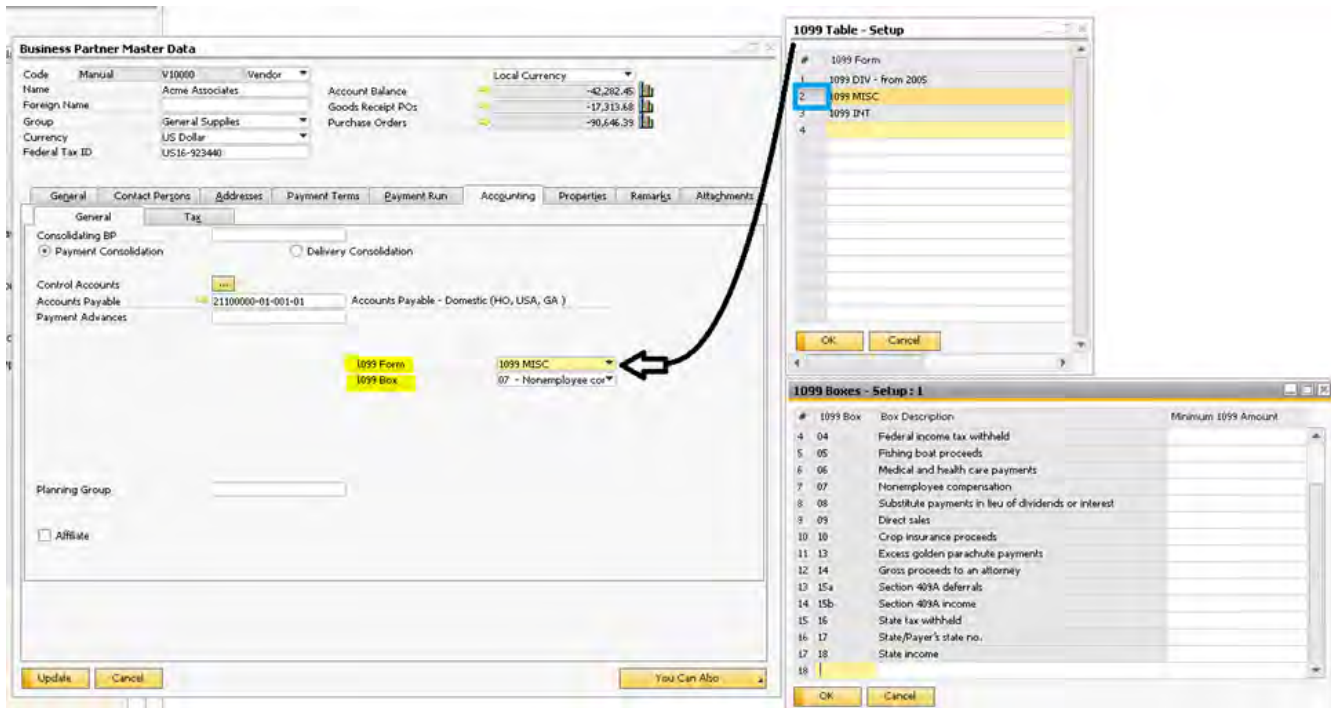 Business Partner Master Data
Code Manual V10000 Vendor Local Currency
Name Acme Associates Account Balance -42,282.45
Foreign Name Goods Receipt POs -17,313.68
Group General Supplies Purchase Orders -90,646.39
Currency US Dollar
Federal Tax ID US16-923440
General Contact Persons Addresses Payment Terms Payment Run Accounting Properties Remarks Attachments
General Tax
Consolidating BP
Payment Consolidation Delivery Consolidation
Control Accounts ...
Accounts Payable 21100000-01-001-01 Accounts Payable - Domestic (HO, USA, GA )
Payment Advances
1099 Form 1099 MISC
1099 Box 07 - Nonemployee cor
Planning Group
Affiliate
Update Cancel You Can Also
1099 Table - Setup
# 1099 Form
1 1099 DIV - from 2005
2 1099 MISC
3 1099 INT
4
OK Cancel
1099 Boxes - Setup : 1
# 1099 Box Box Description Minimum 1099 Amount
4 04 Federal income tax withheld
5 05 Fishing boat proceeds
6 06 Medical and health care payments
7 07 Nonemployee compensation
8 08 Substitute payments in lieu of dividends or interest
9 09 Direct sales
10 10 Crop insurance proceeds
11 13 Excess golden parachute payments
12 14 Gross proceeds to an attorney
13 15a Section 409A deferrals
14 15b Section 409A income
15 16 State tax withheld
16 17 State/Payer's state no.
17 18 State income
18
OK Cancel